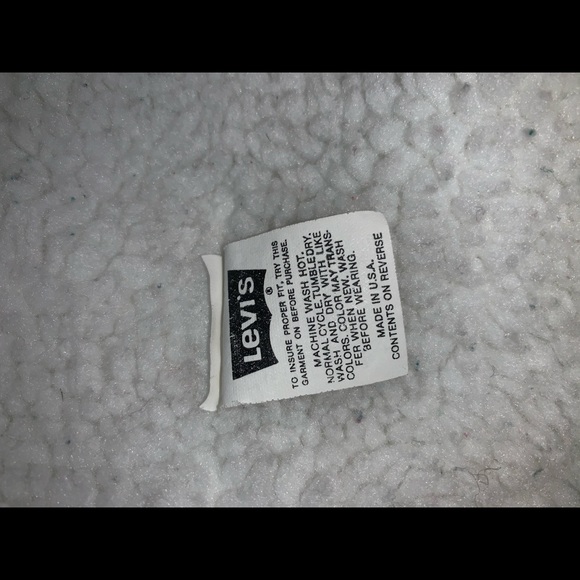 LEVI'S
®
TO INSURE PROPER FIT, TRY THIS
GARMENT ON BEFORE PURCHASE.
MACHINE WASH HOT.
NORMAL CYCLE. TUMBLE DRY.
WASH AND DRY WITH LIKE
COLORS. COLOR MAY TRANS-
FER WHEN NEW. WASH
BEFORE WEARING.
MADE IN U.S.A.
CONTENTS ON REVERSE